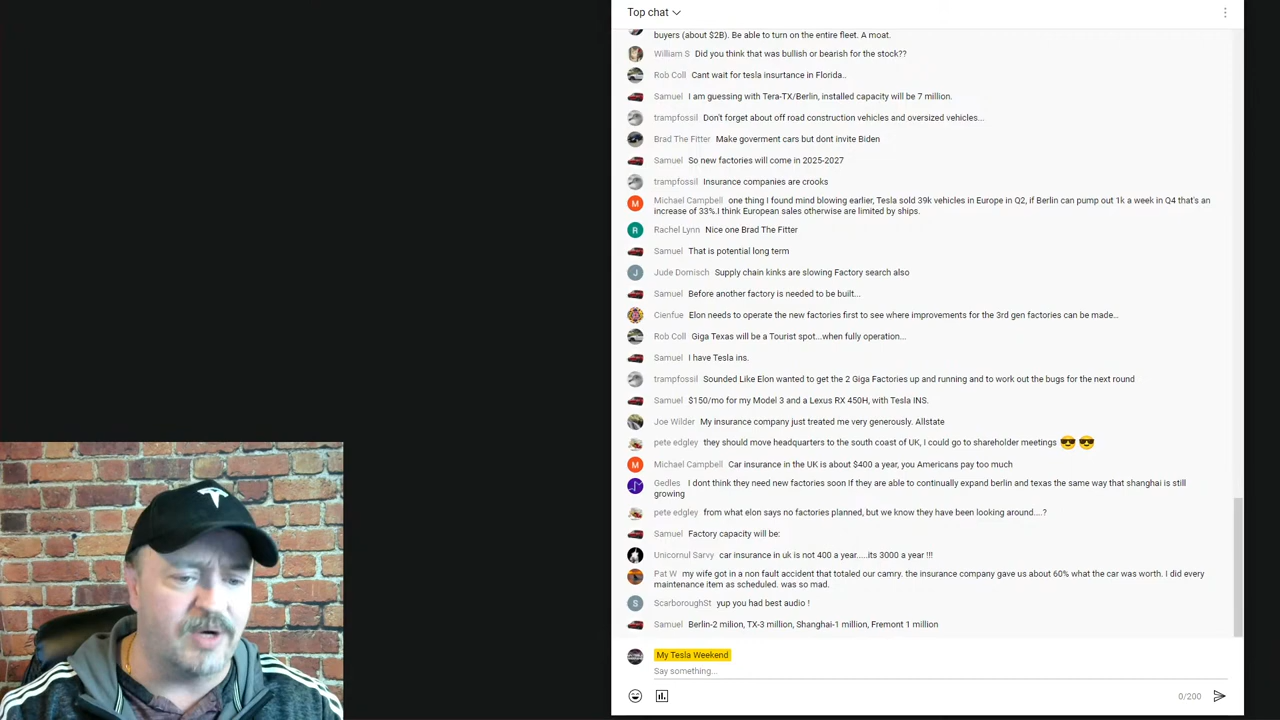 Top chat
buyers (about $2B). Be able to turn on the entire fleet. A moat.
William S Did you think that was bullish or bearish for the stock??
Rob Coll Cant wait for tesla insurtance in Florida..
Samuel I am guessing with Tera-TX/Berlin, installed capacity will be 7 million.
trampfossil Don't forget about off road construction vehicles and oversized vehicles...
Brad The Fitter Make goverment cars but dont invite Biden
Samuel So new factories will come in 2025-2027
trampfossil Insurance companies are crooks
Michael Campbell one thing I found mind blowing earlier, Tesla sold 39k vehicles in Europe in Q2, if Berlin can pump out 1k a week in Q4 that's an
increase of 33%.I think European sales otherwise are limited by ships.
Rachel Lynn Nice one Brad The Fitter
Samuel That is potential long term
Jude Domisch Supply chain kinks are slowing Factory search also
Samuel Before another factory is needed to be built...
Cienfue Elon needs to operate the new factories first to see where improvements for the 3rd gen factories can be made...
Rob Coll Giga Texas will be a Tourist spot...when fully operation...
Samuel I have Tesla ins.
trampfossil Sounded Like Elon wanted to get the 2 Giga Factories up and running and to work out the bugs for the next round
Samuel $150/mo for my Model 3 and a Lexus RX 450H, with Tesla INS.
Joe Wilder My insurance company just treated me very generously. Allstate
pete edgley they should move headquarters to the south coast of UK, I could go to shareholder meetings 😎 😎
M Michael Campbell Car insurance in the UK is about $400 a year, you Americans pay too much
Gedles I dont think they need new factories soon If they are able to continually expand berlin and texas the same way that shanghai is still
growing
pete edgley from what elon says no factories planned, but we know they have been looking around....?
Samuel Factory capacity will be:
Unicornul Sarvy car insurance in uk is not 400 a year.....its 3000 a year !!!
Pat W my wife got in a non fault accident that totaled our camry. the insurance company gave us about 60% what the car was worth. I did every
maintenance item as scheduled. was so mad.
S ScarboroughSt yup you had best audio !
Samuel Berlin-2 milion, TX-3 million, Shanghai-1 million, Fremont 1 million
My Tesla Weekend
Say something...
0/200